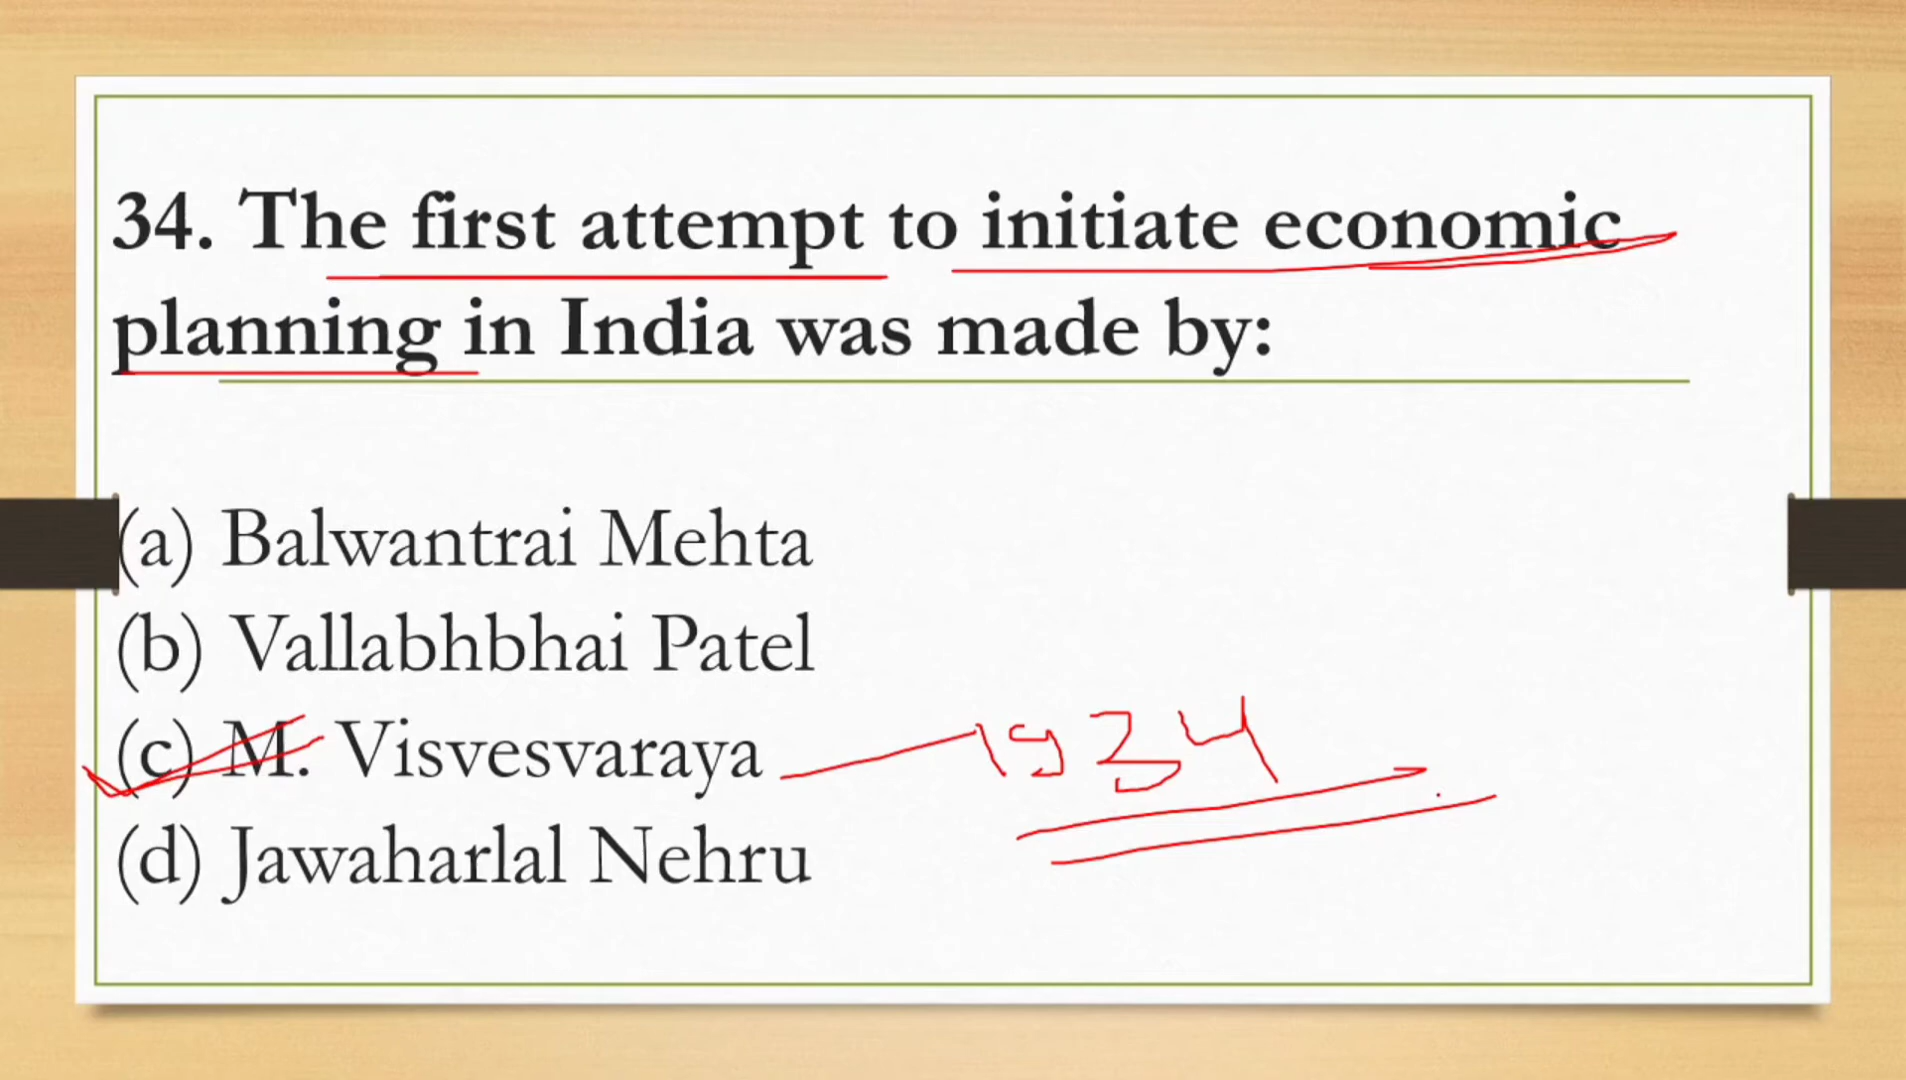 34. The first attempt to initiate economic
planning in India was made by:
(a) Balwantrai Mehta
(b) Vallabhbhai Patel
(c) M. Visvesvaraya 1934
(d) Jawaharlal Nehru